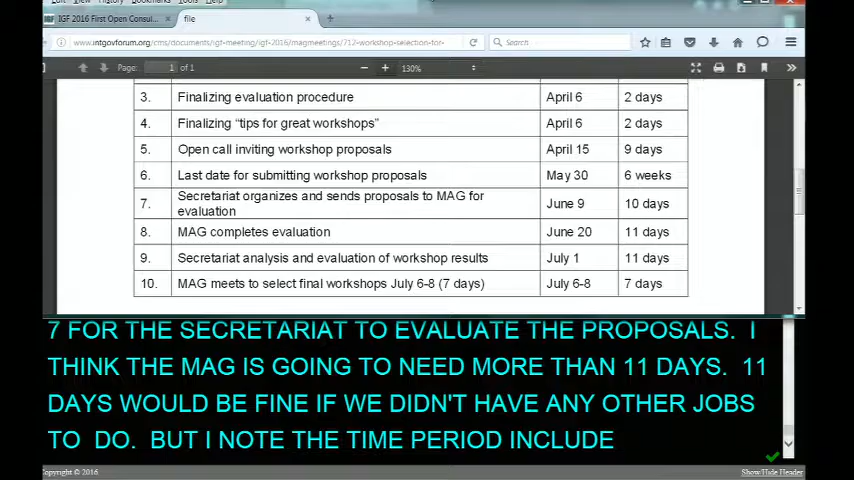 Edit View History Bookmarks Tools Help
IGF 2016 First Open Consul...
file
www.intgovforum.org/cms/documents/igf-meeting/igf-2016/magmeetings/712-workshop-selection-for-
Search
Page: 1 of 1
130%
3. Finalizing evaluation procedure April 6 2 days
4. Finalizing “tips for great workshops” April 6 2 days
5. Open call inviting workshop proposals April 15 9 days
6. Last date for submitting workshop proposals May 30 6 weeks
7. Secretariat organizes and sends proposals to MAG for
evaluation June 9 10 days
8. MAG completes evaluation June 20 11 days
9. Secretariat analysis and evaluation of workshop results July 1 11 days
10. MAG meets to select final workshops July 6-8 (7 days) July 6-8 7 days
7 FOR THE SECRETARIAT TO EVALUATE THE PROPOSALS. I
THINK THE MAG IS GOING TO NEED MORE THAN 11 DAYS. 11
DAYS WOULD BE FINE IF WE DIDN'T HAVE ANY OTHER JOBS
TO DO. BUT I NOTE THE TIME PERIOD INCLUDE
Copyright © 2016
Show/Hide Header